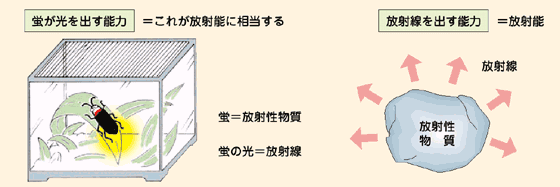 蛍が光を出す能力 ＝これが放射能に相当する
蛍＝放射性物質
蛍の光＝放射線
放射線を出す能力 ＝放射能
放射線
放射性
物　質